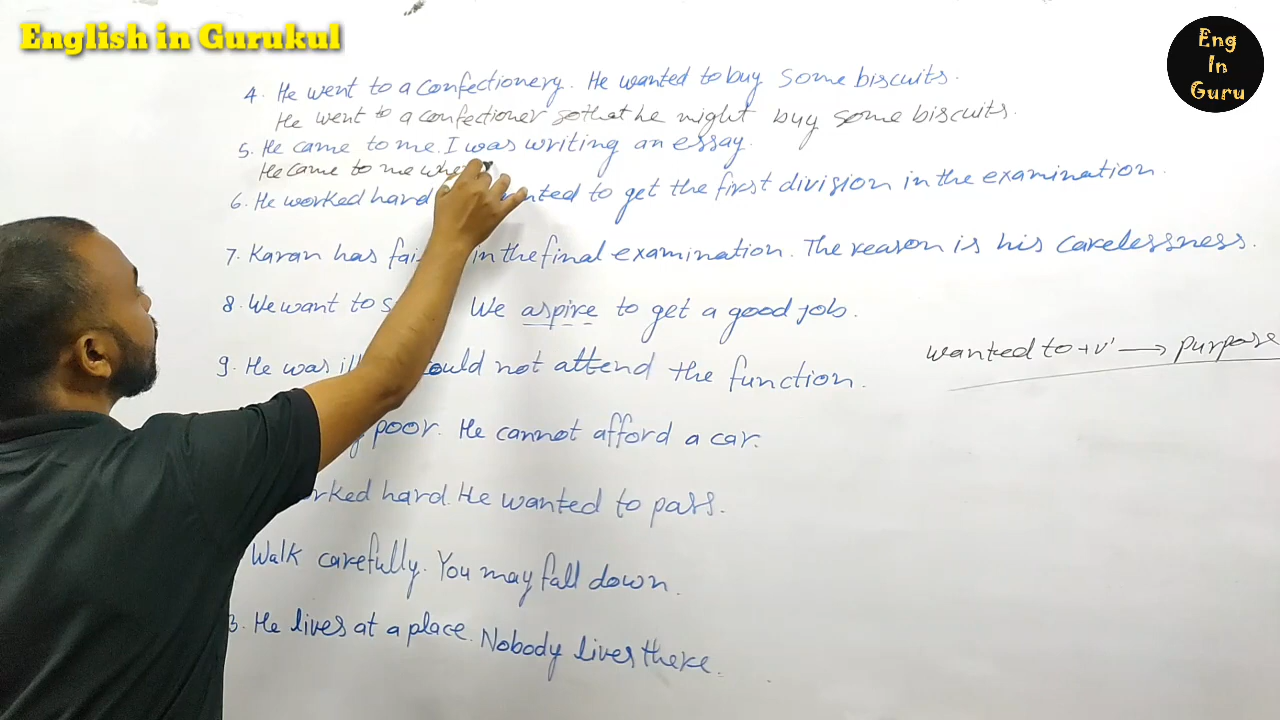 English in Gurukul
Eng
In
Guru
4. He went to a confectionery. He wanted to buy some biscuits.
He went to a confectioner so that he might buy some biscuits.
5. He came to me. I was writing an essay.
He came to me whe
6. He worked hard to get the first division in the examination.
7. Karan has in the final examination. The reason is his carelessness.
8. We want to We aspire to get a good job.
wanted to + v' → purpose
9. He was ill could not attend the function.
poor. He cannot afford a car.
hard. He wanted to pass.
Walk carefully. You may fall down.
3. He lives at a place. Nobody lives there.